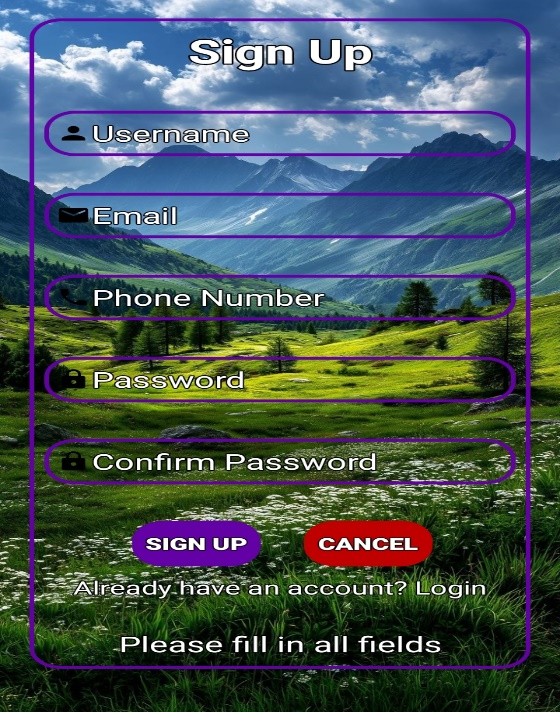 Sign Up
Username
Email
Phone Number
Password
Confirm Password
SIGN UP CANCEL
Already have an account? Login
Please fill in all fields